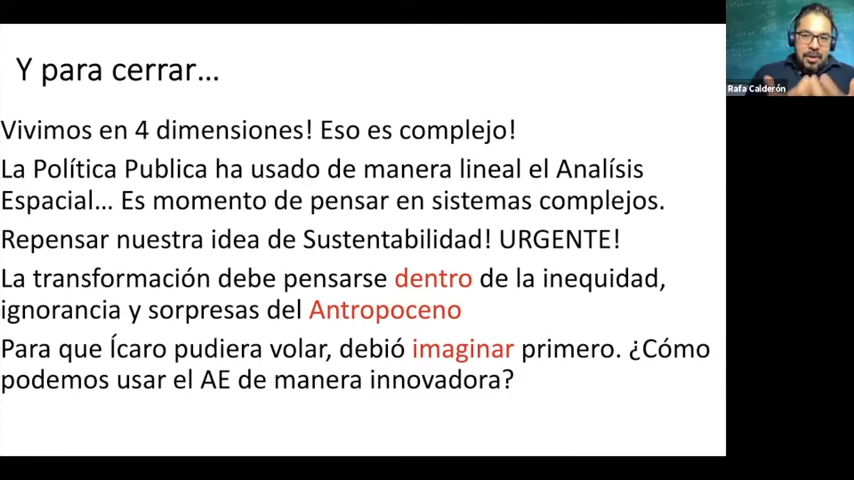 Y para cerrar…
Rafa Calderón
Vivimos en 4 dimensiones! Eso es complejo!
La Política Publica ha usado de manera lineal el Analísis
Espacial… Es momento de pensar en sistemas complejos.
Repensar nuestra idea de Sustentabilidad! URGENTE!
La transformación debe pensarse dentro de la inequidad,
ignorancia y sorpresas del Antropoceno
Para que Ícaro pudiera volar, debió imaginar primero. ¿Cómo
podemos usar el AE de manera innovadora?